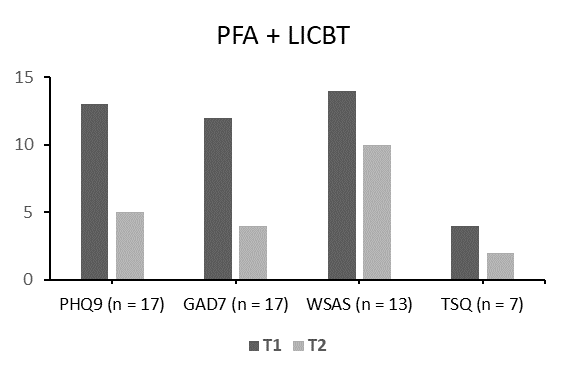 PFA + LICBT
15
10
5
0
PHQ9 (n = 17) GAD7 (n = 17) WSAS (n = 13) TSQ (n = 7)
T1 T2